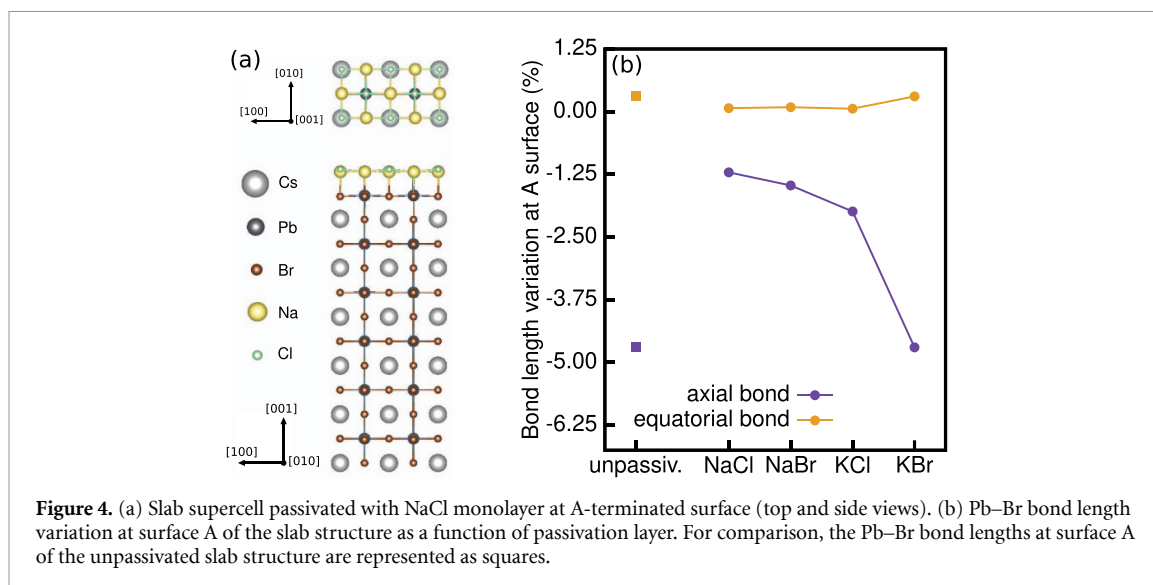 (a)
[010]
[100]
[001]
Cs
Pb
Br
Na
Cl
[001]
[100]
[010]
(b)
Bond length variation at A surface (%)
1.25
0.00
-1.25
-2.50
-3.75
-5.00
-6.25
axial bond
equatorial bond
unpassiv. NaCl NaBr KCl KBr
Figure 4. (a) Slab supercell passivated with NaCl monolayer at A-terminated surface (top and side views). (b) Pb–Br bond length
variation at surface A of the slab structure as a function of passivation layer. For comparison, the Pb–Br bond lengths at surface A
of the unpassivated slab structure are represented as squares.